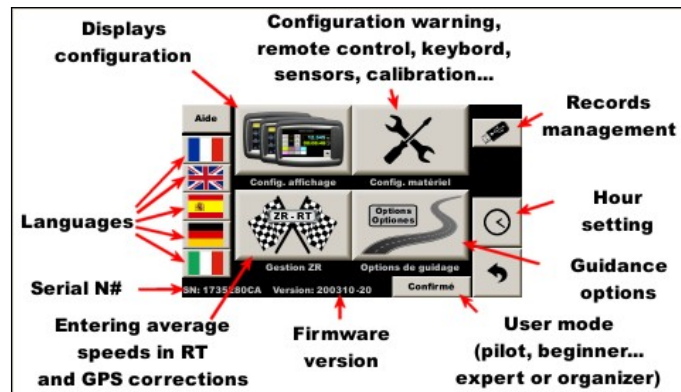 Displays
configuration
Configuration warning,
remote control, keybord,
sensors, calibration...
Records
management
Aide
Config. affichage
Config. matériel
Languages
Hour
setting
ZR - RT
Options
Optiones
Gestion ZR
Options de guidage
Guidance
options
Serial N#
SN: 1735280CA
Version: 200310-20
Confirmé
Entering average
speeds in RT
and GPS corrections
Firmware
version
User mode
(pilot, beginner...
expert or organizer)